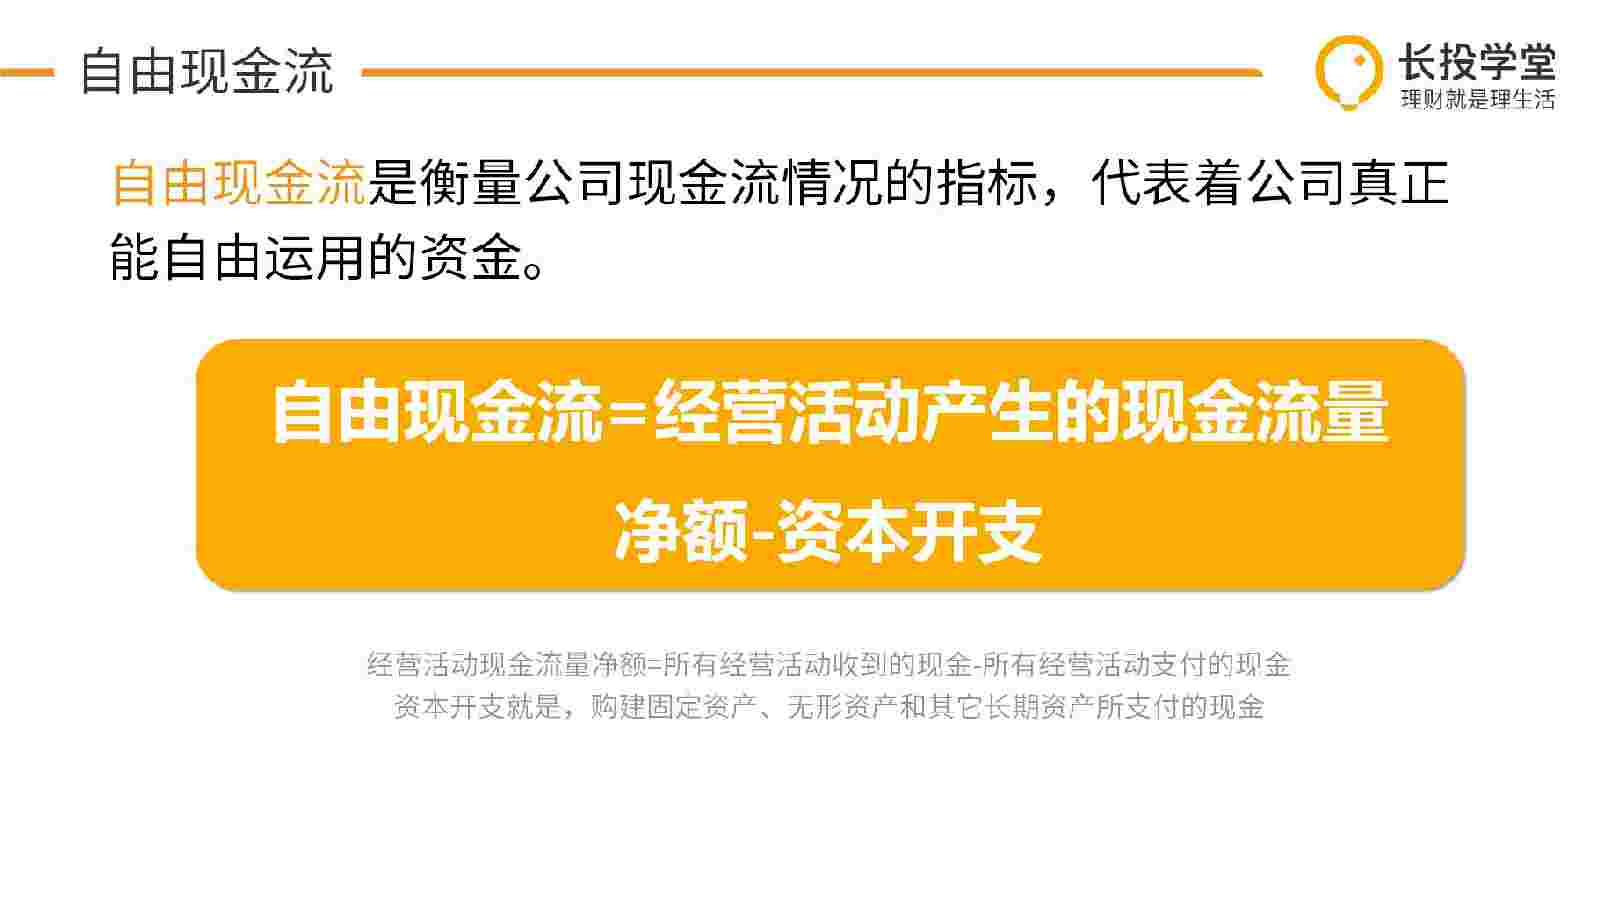 自由现金流
长投学堂
理财就是理生活
自由现金流是衡量公司现金流情况的指标，代表着公司真正
能自由运用的资金。
自由现金流=经营活动产生的现金流量
净额-资本开支
经营活动现金流量净额=所有经营活动收到的现金-所有经营活动支付的现金
资本开支就是，购建固定资产、无形资产和其它长期资产所支付的现金